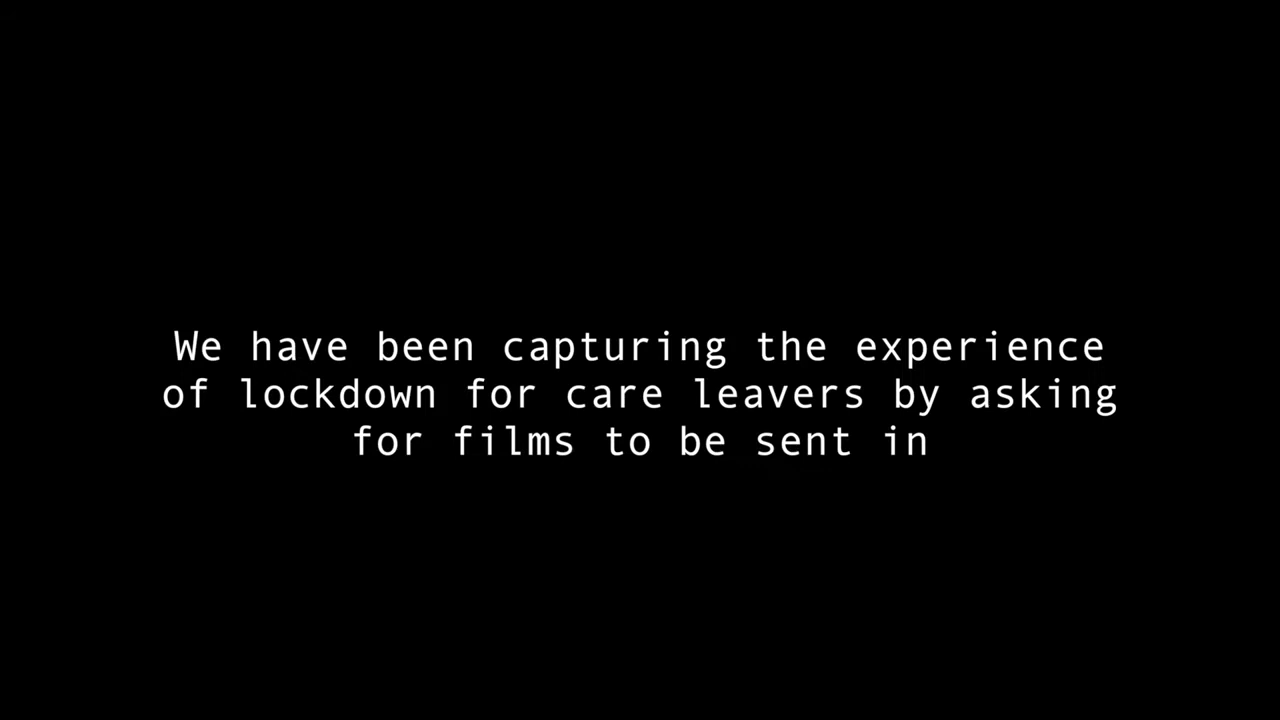 We have been capturing the experience
of lockdown for care leavers by asking
for films to be sent in